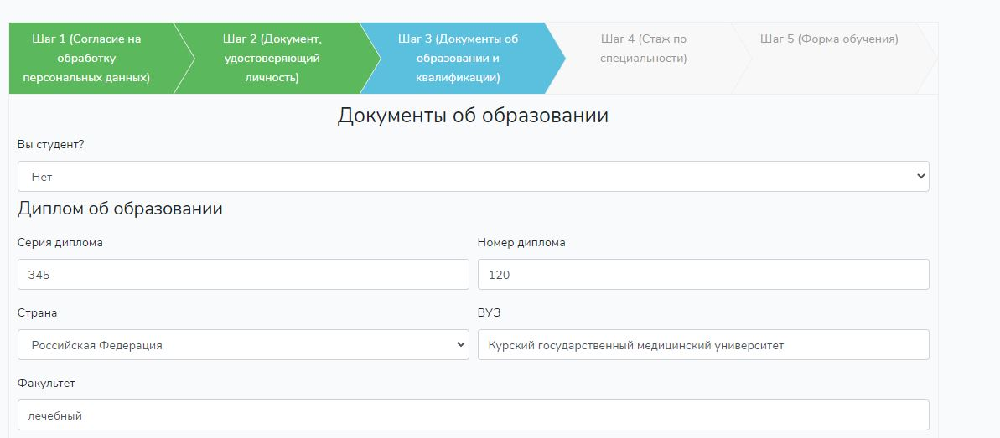 Шаг 1 (Согласие на
обработку
персональных данных)
Шаг 2 (Документ,
удостоверяющий
личность)
Шаг 3 (Документы об
образовании и
квалификации)
Шаг 4 (Стаж по
специальности)
Шаг 5 (Форма обучения)
Документы об образовании
Вы студент?
Нет
Диплом об образовании
Серия диплома
Номер диплома
345
120
Страна
ВУЗ
Российская Федерация
Курский государственный медицинский университет
Факультет
лечебный